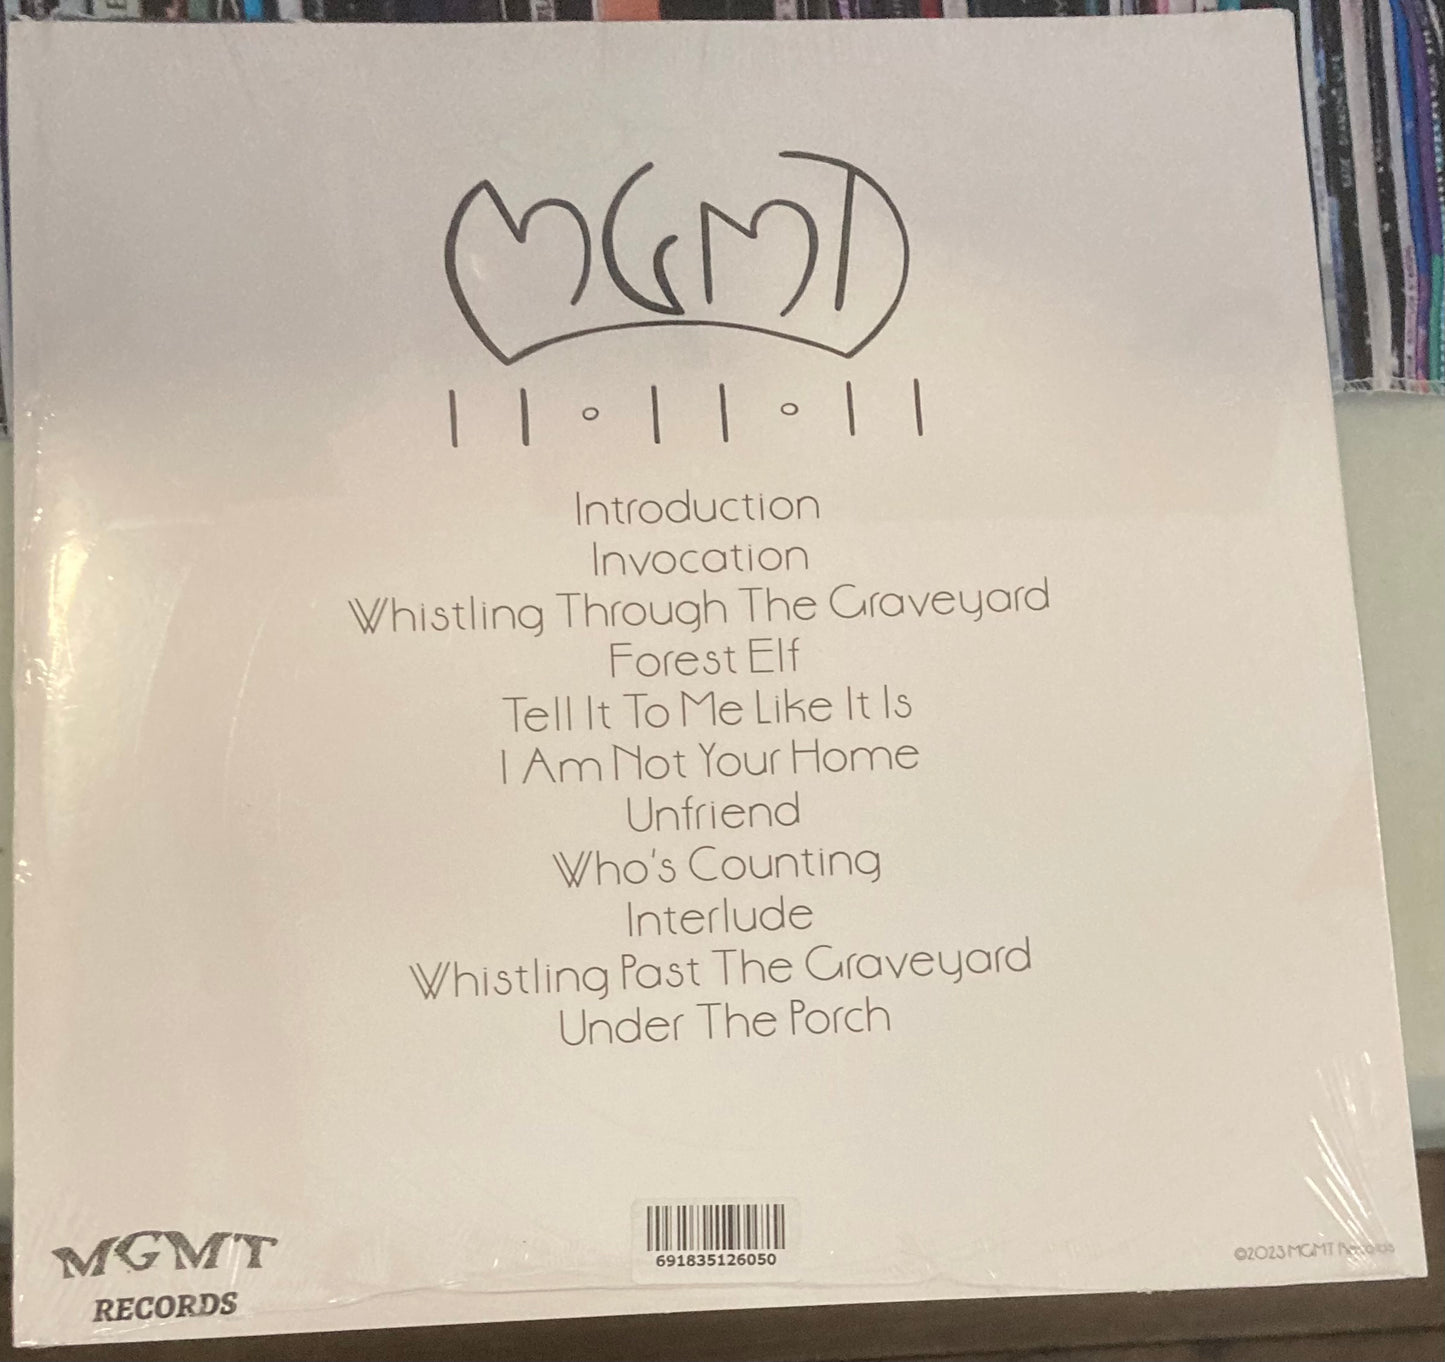 MGMT
11•11•11
Introduction
Invocation
Whistling Through The Graveyard
Forest Elf
Tell It To Me Like It Is
I Am Not Your Home
Unfriend
Who's Counting
Interlude
Whistling Past The Graveyard
Under The Porch
MGMT
RECORDS
691835126050
©2023 MGMT Records